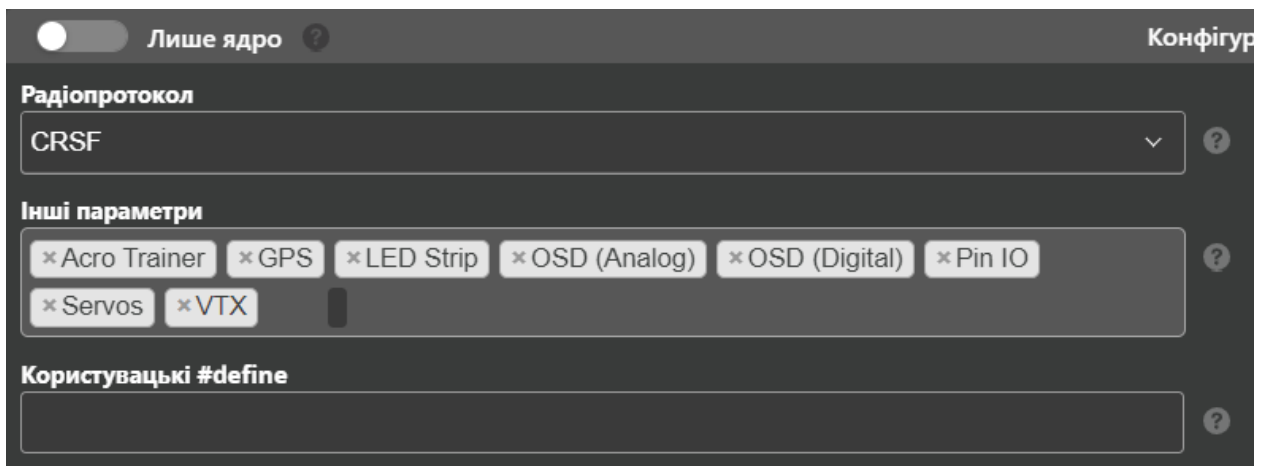 Лише ядро ?
Конфігур
Радіопротокол
CRSF
?
Інші параметри
× Acro Trainer × GPS × LED Strip × OSD (Analog) × OSD (Digital) × Pin IO
?
× Servos × VTX
Користувацькі #define
?